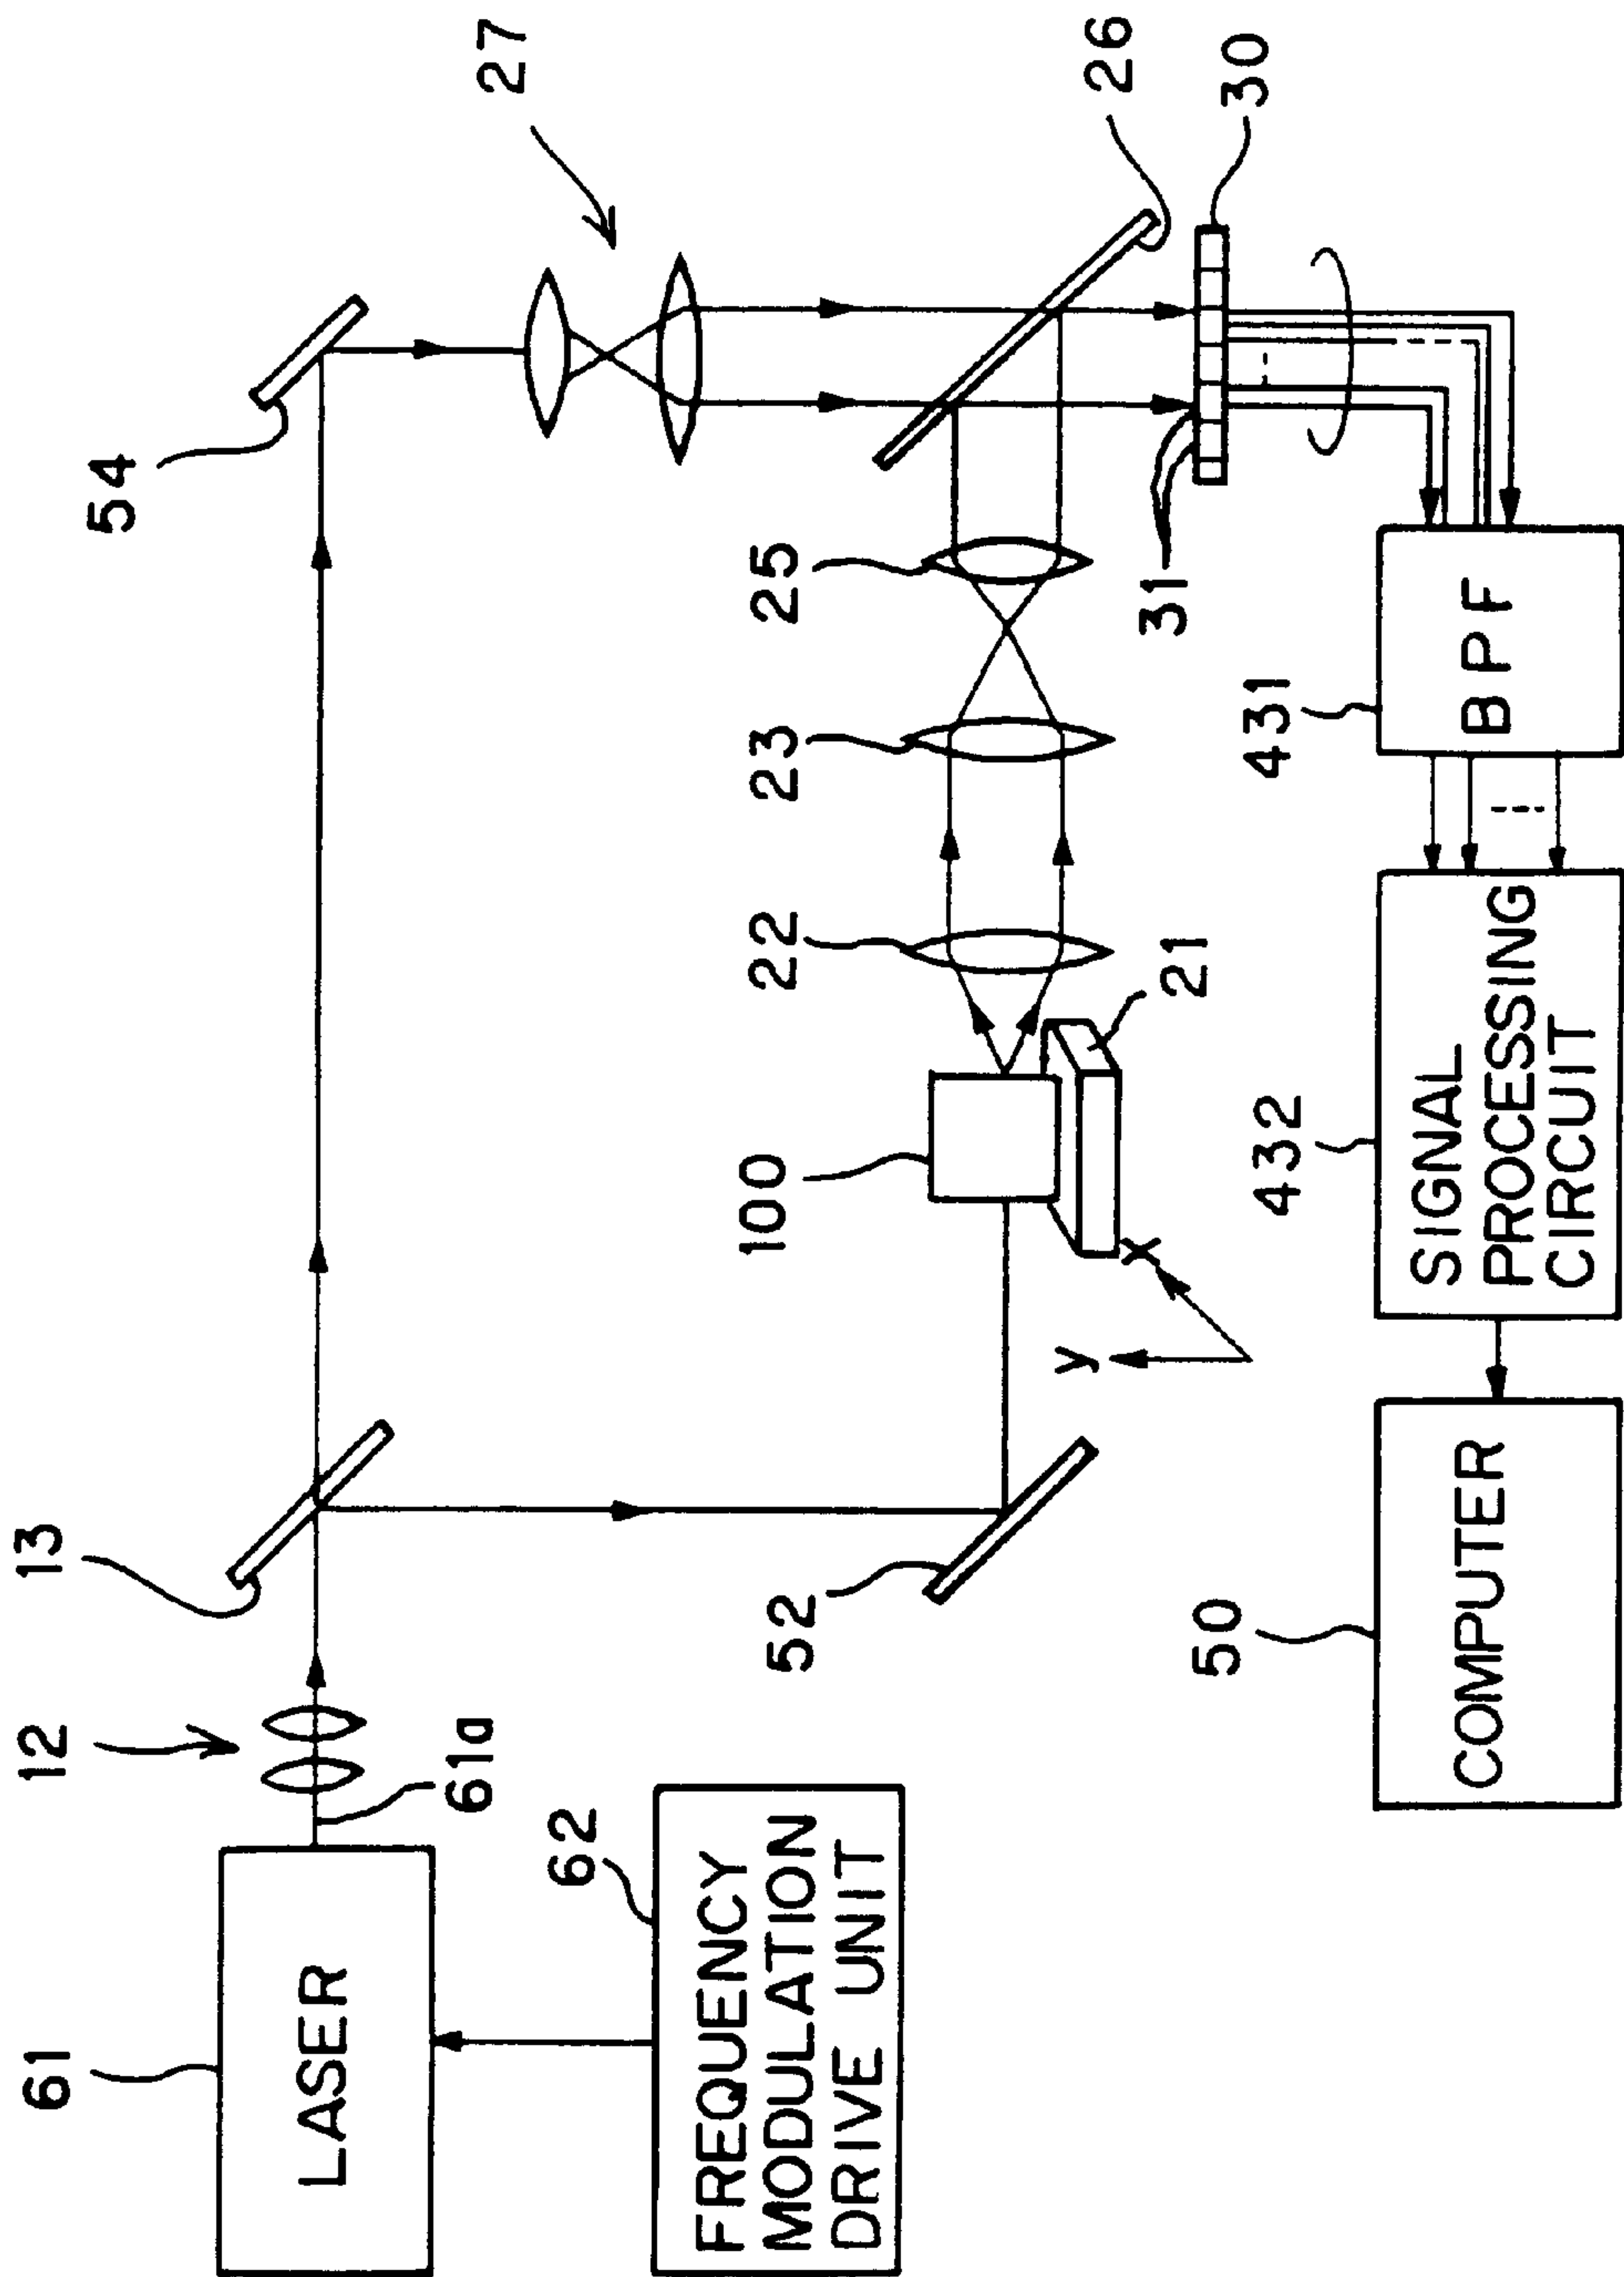 61
LASER
61a
12
13
54
27
62
FREQUENCY
MODULATION
DRIVE UNIT
52
100
22
23
25
26
21
y
x
31
30
50
COMPUTER
432
SIGNAL
PROCESSING
CIRCUIT
431
BPF